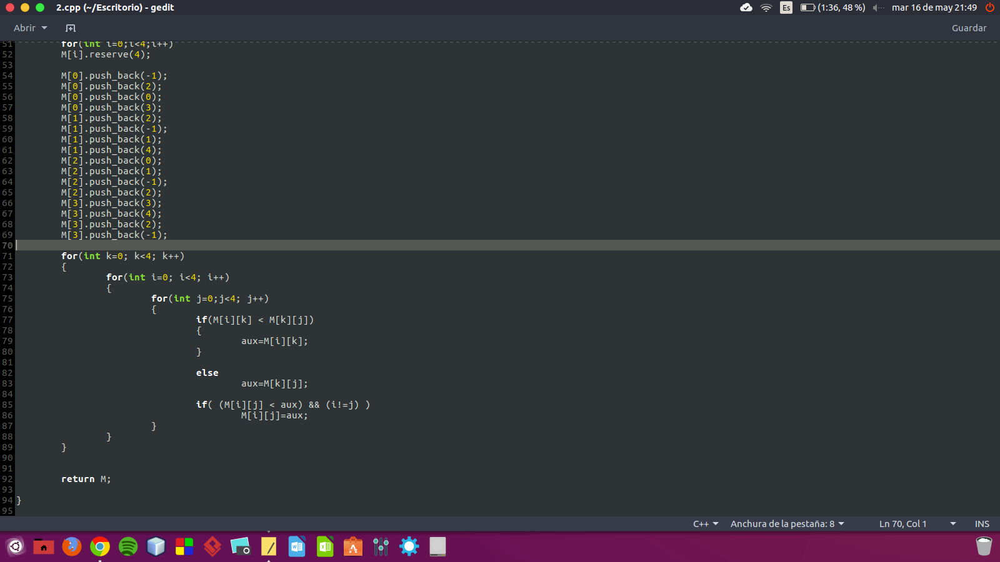 2.cpp (~/Escritorio) - gedit
Es (1:36, 48 %) mar 16 de may 21:49
Abrir Guardar
51 for(int i=0;i<4;i++)
52 M[i].reserve(4);
53
54 M[0].push_back(-1);
55 M[0].push_back(2);
56 M[0].push_back(0);
57 M[0].push_back(3);
58 M[1].push_back(2);
59 M[1].push_back(-1);
60 M[1].push_back(1);
61 M[1].push_back(4);
62 M[2].push_back(0);
63 M[2].push_back(1);
64 M[2].push_back(-1);
65 M[2].push_back(2);
66 M[3].push_back(3);
67 M[3].push_back(4);
68 M[3].push_back(2);
69 M[3].push_back(-1);
70
71 for(int k=0; k<4; k++)
72 {
73 for(int i=0; i<4; i++)
74 {
75 for(int j=0;j<4; j++)
76 {
77 if(M[i][k] < M[k][j])
78 {
79 aux=M[i][k];
80 }
81
82 else
83 aux=M[k][j];
84
85 if( (M[i][j] < aux) && (i!=j) )
86 M[i][j]=aux;
87 }
88 }
89 }
90
91
92 return M;
93
94 }
95
C++ Anchura de la pestaña: 8 Ln 70, Col 1 INS